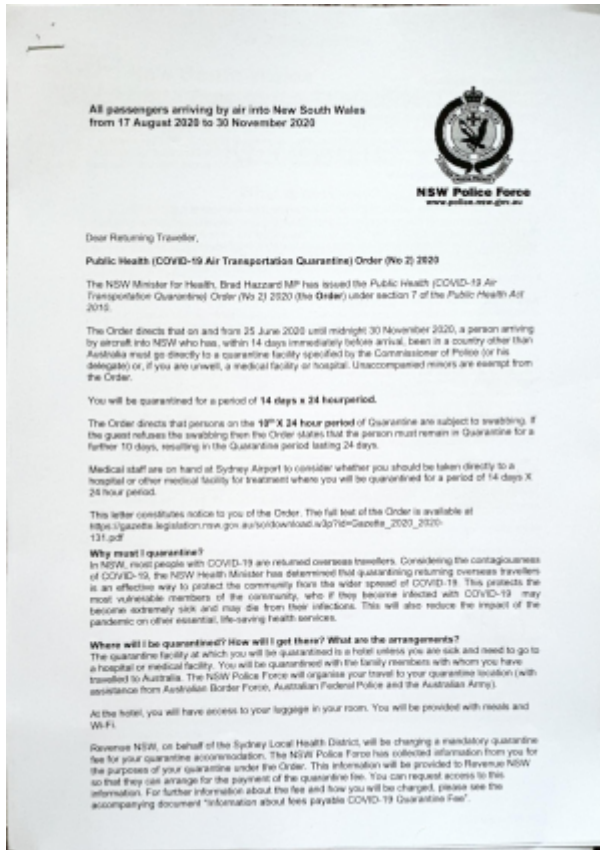 All passengers arriving by air into New South Wales
from 17 August 2020 to 30 November 2020
NSW Police Force
www.police.nsw.gov.au
Dear Returning Traveller,
Public Health (COVID-19 Air Transportation Quarantine) Order (No 2) 2020
The NSW Minister for Health, Brad Hazzard MP has issued the Public Health (COVID-19 Air
Transportation Quarantine) Order (No 2) 2020 (the Order) under section 7 of the Public Health Act
2010.
The Order directs that on and from 25 June 2020 until midnight 30 November 2020, a person arriving
by aircraft into NSW who has, within 14 days immediately before arrival, been in a country other than
Australia must go directly to a quarantine facility specified by the Commissioner of Police (or his
delegate) or, if you are unwell, a medical facility or hospital. Unaccompanied minors are exempt from
the Order.
You will be quarantined for a period of 14 days x 24 hourperiod.
The Order directs that persons on the 10th X 24 hour period of Quarantine are subject to swabbing. If
the guest refuses the swabbing then the Order states that the person must remain in Quarantine for a
further 10 days, resulting in the Quarantine period lasting 24 days.
Medical staff are on hand at Sydney Airport to consider whether you should be taken directly to a
hospital or other medical facility for treatment where you will be quarantined for a period of 14 days X
24 hour period.
This letter constitutes notice to you of the Order. The full text of the Order is available at
https://gazette.legislation.nsw.gov.au/so/download.w3p?id=Gazette_2020_2020-
131.pdf
Why must I quarantine?
In NSW, most people with COVID-19 are returned overseas travellers. Considering the contagiousness
of COVID-19, the NSW Health Minister has determined that quarantining returning overseas travellers
is an effective way to protect the community from the wider spread of COVID-19. This protects the
most vulnerable members of the community, who if they become infected with COVID-19 may
become extremely sick and may die from their infections. This will also reduce the impact of the
pandemic on other essential, life-saving health services.
Where will I be quarantined? How will I get there? What are the arrangements?
The quarantine facility at which you will be quarantined is a hotel unless you are sick and need to go to
a hospital or medical facility. You will be quarantined with the family members with whom you have
travelled to Australia. The NSW Police Force will organise your travel to your quarantine location (with
assistance from Australian Border Force, Australian Federal Police and the Australian Army).
At the hotel, you will have access to your luggage in your room. You will be provided with meals and
Wi-Fi.
Revenue NSW, on behalf of the Sydney Local Health District, will be charging a mandatory quarantine
fee for your quarantine accommodation. The NSW Police Force has collected information from you for
the purposes of your quarantine under the Order. This information will be provided to Revenue NSW
so that they can arrange for the payment of the quarantine fee. You can request access to this
information. For further information about the fee and how you will be charged, please see the
accompanying document "Information about fees payable COVID-19 Quarantine Fee".